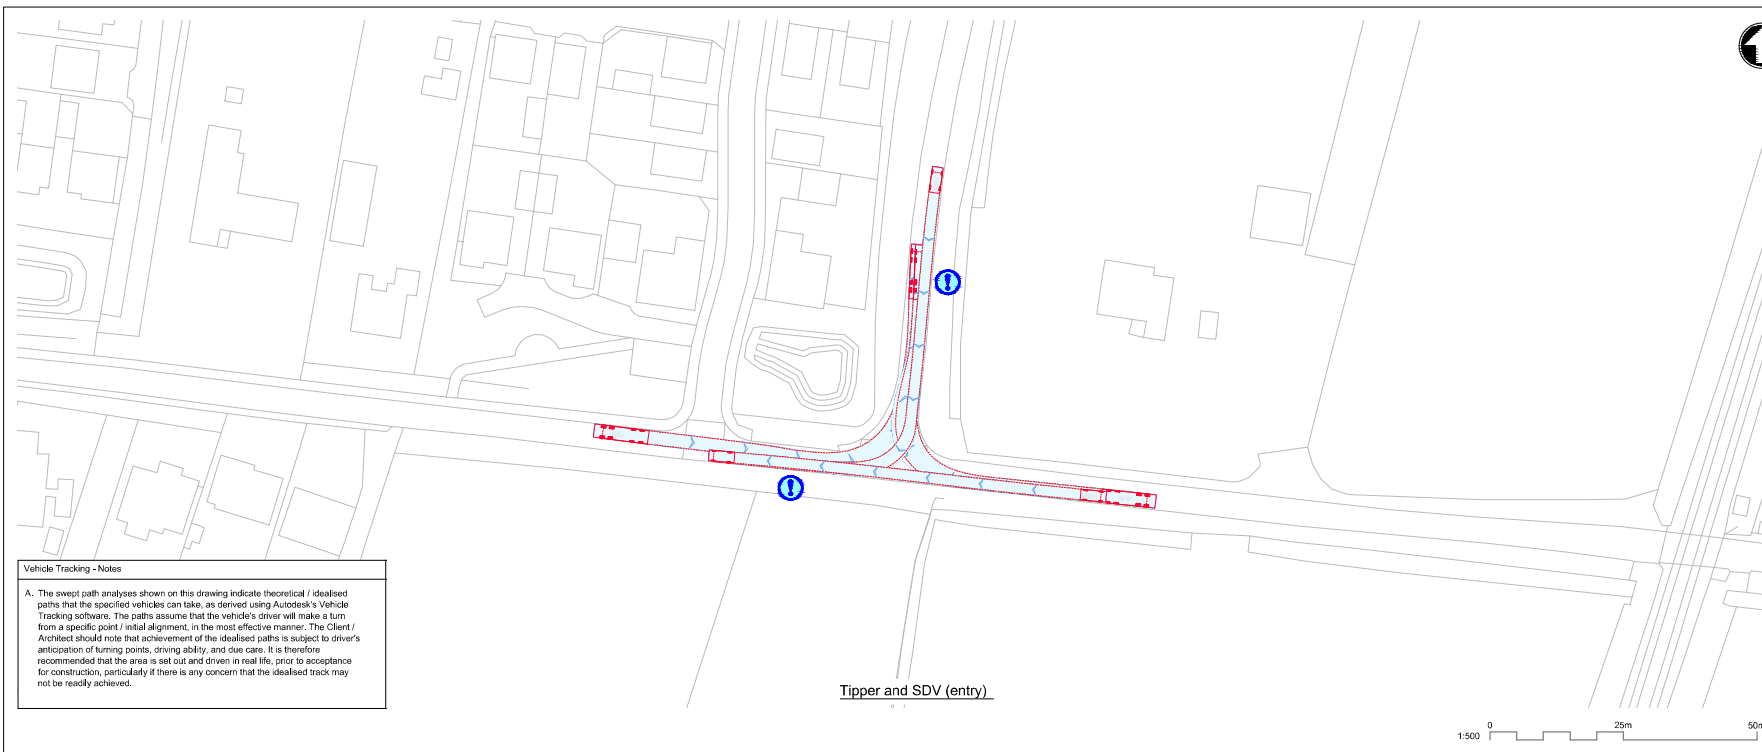 Vehicle Tracking - Notes
A. The swept path analyses shown on this drawing indicate theoretical / idealised
paths that the specified vehicles can take, as derived using Autodesk's Vehicle
Tracking software. The paths assume that the vehicle's driver will make a turn
from a specific point / initial alignment, in the most effective manner. The Client /
Architect should note that achievement of the idealised paths is subject to driver's
anticipation of turning points, driving ability, and due care. It is therefore
recommended that the area is set out and driven in real life, prior to acceptance
for construction, particularly if there is any concern that the idealised track may
not be readily achieved.
Tipper and SDV (entry)
0 25m 50m
1:500